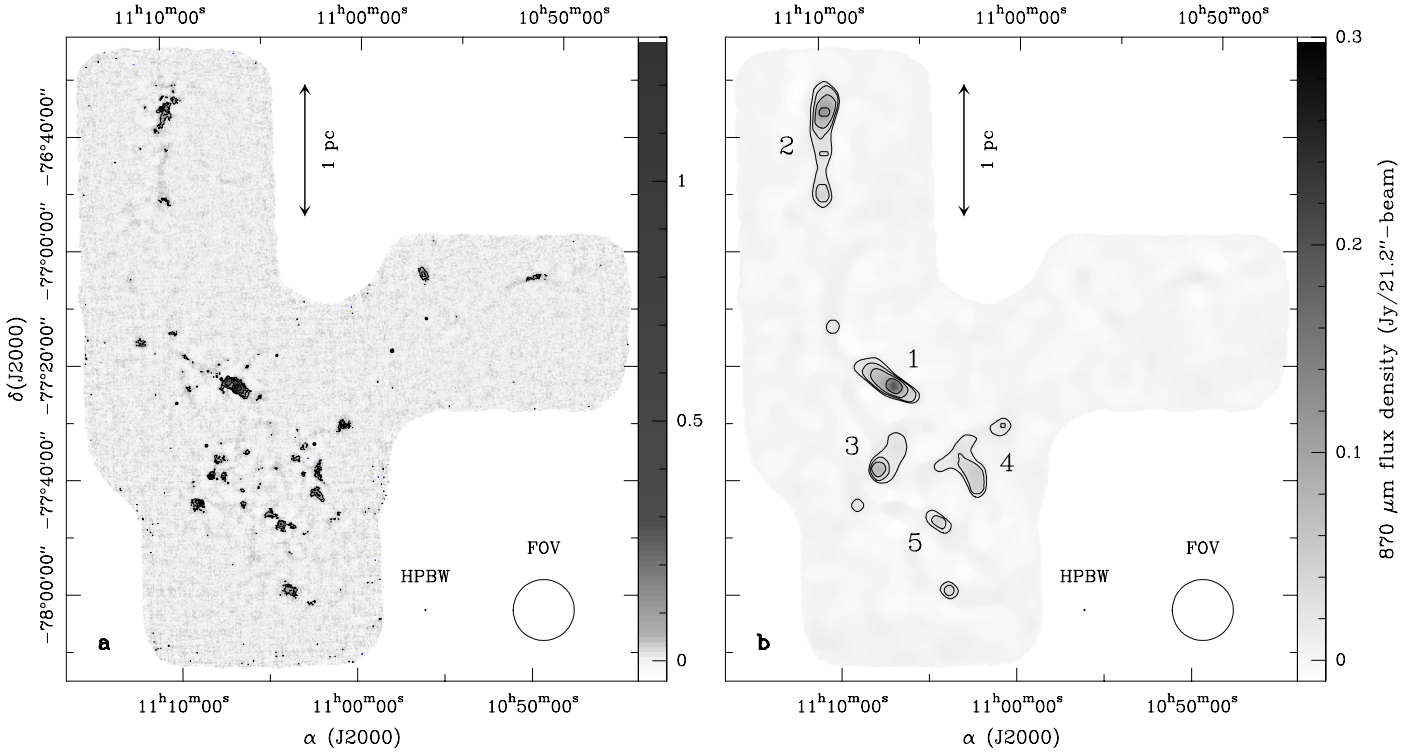 11ʰ10ᵐ00ˢ 11ʰ00ᵐ00ˢ 10ʰ50ᵐ00ˢ
11ʰ10ᵐ00ˢ 11ʰ00ᵐ00ˢ 10ʰ50ᵐ00ˢ
δ(J2000)
−76°40'00"
−77°00'00"
−77°20'00"
−77°40'00"
−78°00'00"
1 pc
HPBW
FOV
a
1
0.5
0
11ʰ10ᵐ00ˢ 11ʰ00ᵐ00ˢ 10ʰ50ᵐ00ˢ
α (J2000)
2
1 pc
1
3
4
5
HPBW
FOV
b
0.3
0.2
0.1
0
870 μm flux density (Jy/21.2"−beam)
11ʰ10ᵐ00ˢ 11ʰ00ᵐ00ˢ 10ʰ50ᵐ00ˢ
α (J2000)